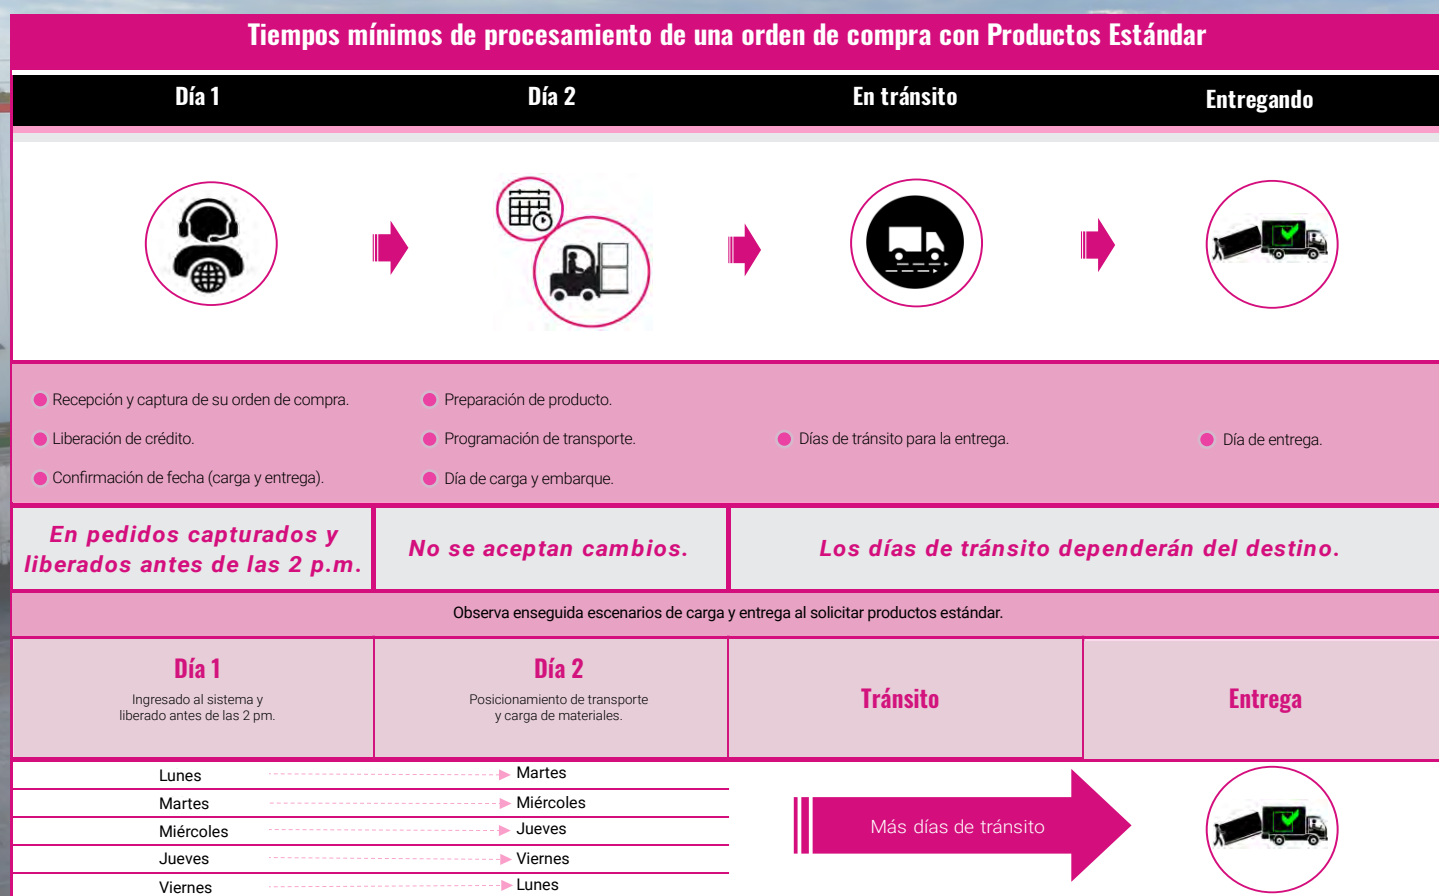 Tiempos mínimos de procesamiento de una orden de compra con Productos Estándar
Día 1
Día 2
En tránsito
Entregando
Recepción y captura de su orden de compra.
Liberación de crédito.
Confirmación de fecha (carga y entrega).
Preparación de producto.
Programación de transporte.
Día de carga y embarque.
Días de tránsito para la entrega.
Día de entrega.
En pedidos capturados y
liberados antes de las 2 p.m.
No se aceptan cambios.
Los días de tránsito dependerán del destino.
Observa enseguida escenarios de carga y entrega al solicitar productos estándar.
Día 1
Ingresado al sistema y
liberado antes de las 2 pm.
Día 2
Posicionamiento de transporte
y carga de materiales.
Tránsito
Entrega
Lunes
Martes
Martes
Miércoles
Miércoles
Jueves
Jueves
Viernes
Viernes
Lunes
Más días de tránsito